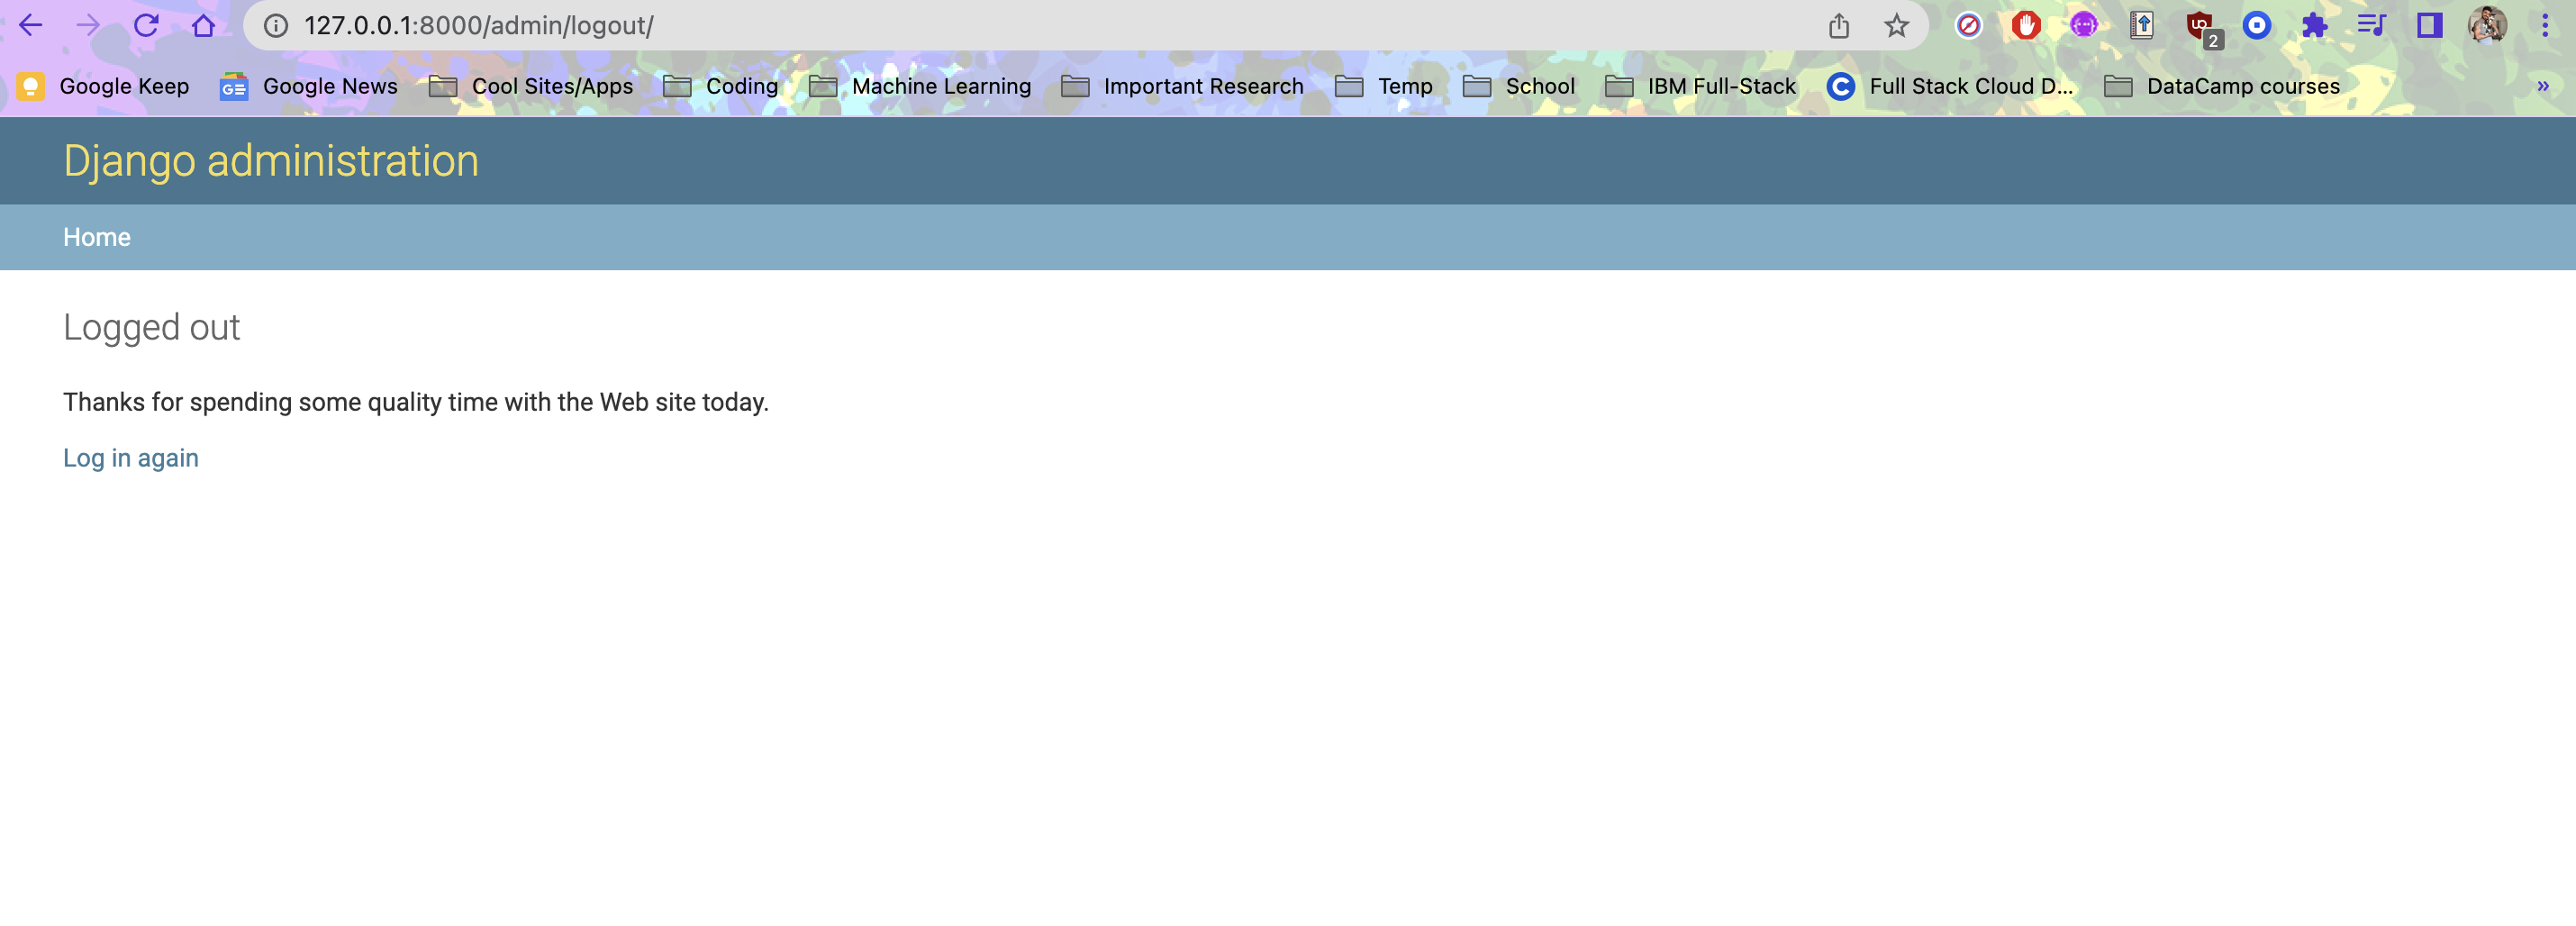 127.0.0.1:8000/admin/logout/
2
Google Keep Google News Cool Sites/Apps Coding Machine Learning Important Research Temp School IBM Full-Stack Full Stack Cloud D... DataCamp courses »
Django administration
Home
Logged out
Thanks for spending some quality time with the Web site today.
Log in again